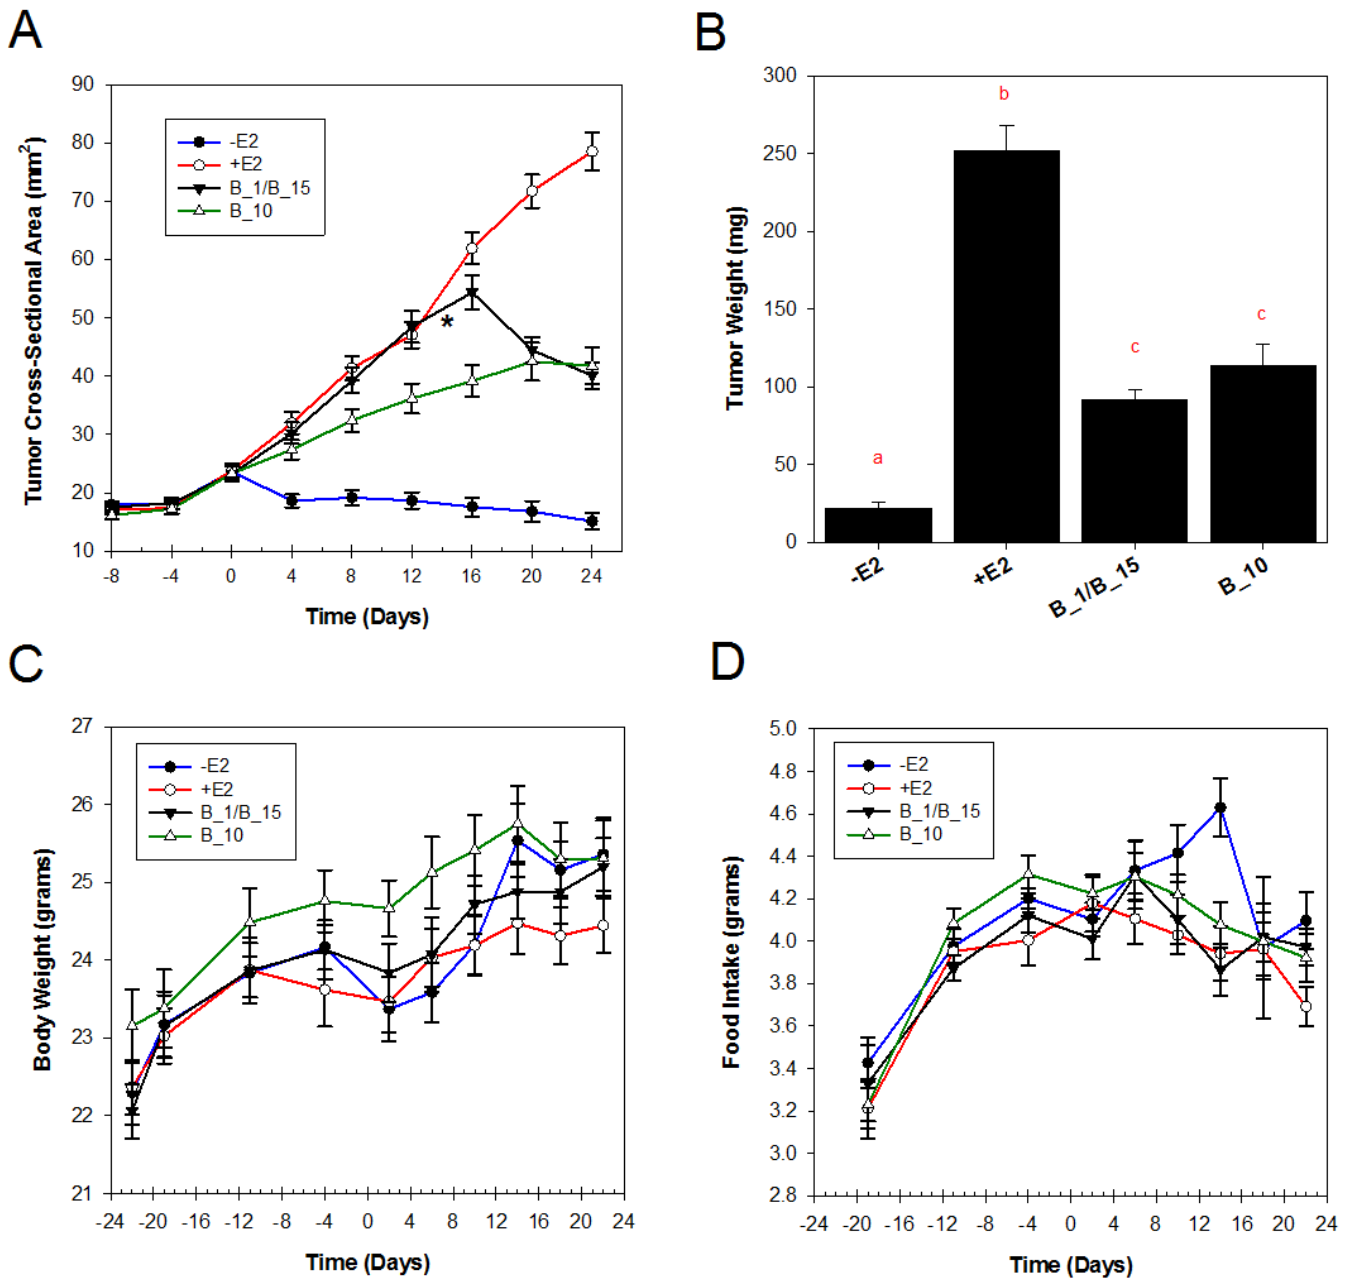 A
Tumor Cross-Sectional Area (mm²)
90
80
70
60
50
40
30
20
10
-E2
+E2
B_1/B_15
B_10
*
-8 -4 0 4 8 12 16 20 24
Time (Days)
B
Tumor Weight (mg)
300
250
200
150
100
50
0
a
b
c
c
-E2 +E2 B_1/B_15 B_10
C
Body Weight (grams)
27
26
25
24
23
22
21
-E2
+E2
B_1/B_15
B_10
-24 -20 -16 -12 -8 -4 0 4 8 12 16 20 24
Time (Days)
D
Food Intake (grams)
5.0
4.8
4.6
4.4
4.2
4.0
3.8
3.6
3.4
3.2
3.0
2.8
-E2
+E2
B_1/B_15
B_10
-24 -20 -16 -12 -8 -4 0 4 8 12 16 20 24
Time (Days)